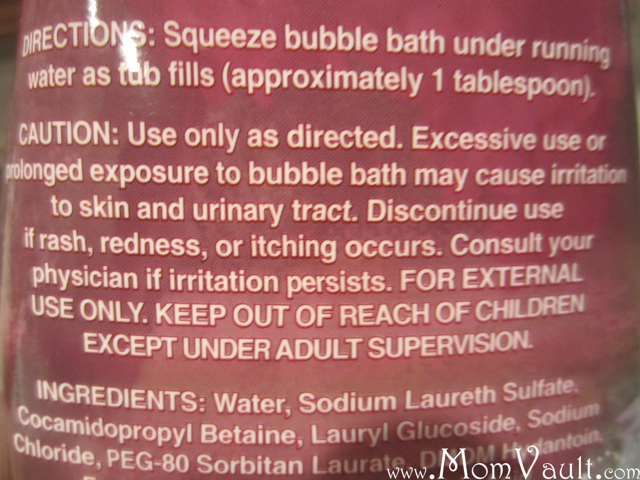 DIRECTIONS: Squeeze bubble bath under running
water as tub fills (approximately 1 tablespoon).
CAUTION: Use only as directed. Excessive use or
prolonged exposure to bubble bath may cause irritation
to skin and urinary tract. Discontinue use
if rash, redness, or itching occurs. Consult your
physician if irritation persists. FOR EXTERNAL
USE ONLY. KEEP OUT OF REACH OF CHILDREN
EXCEPT UNDER ADULT SUPERVISION.
INGREDIENTS: Water, Sodium Laureth Sulfate,
Cocamidopropyl Betaine, Lauryl Glucoside, Sodium
Chloride, PEG-80 Sorbitan Laurate, DMDM Hydantoin,
www.MomVault.com